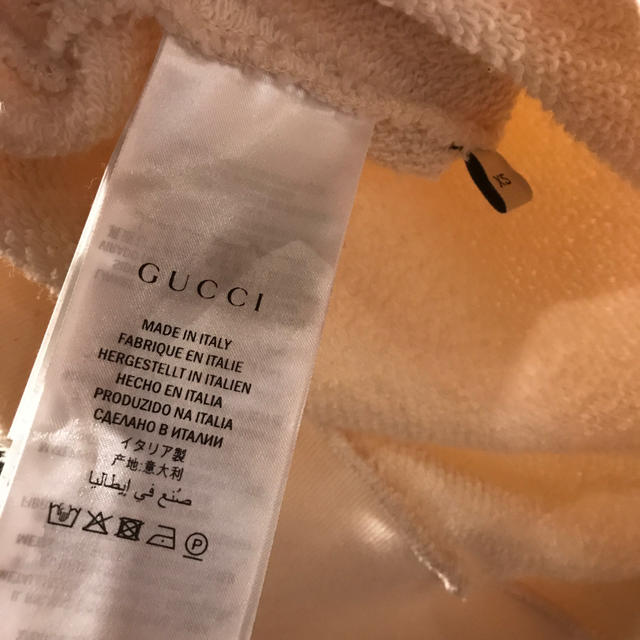 GUCCI
MADE IN ITALY
FABRIQUE EN ITALIE
HERGESTELLT IN ITALIEN
HECHO EN ITALIA
PRODUZIDO NA ITALIA
СДЕЛАНО В ИТАЛИИ
イタリア製
产地:意大利
صنع في إيطاليا